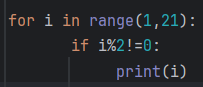 for i in range(1,21):
        if i%2!=0:
            print(i)